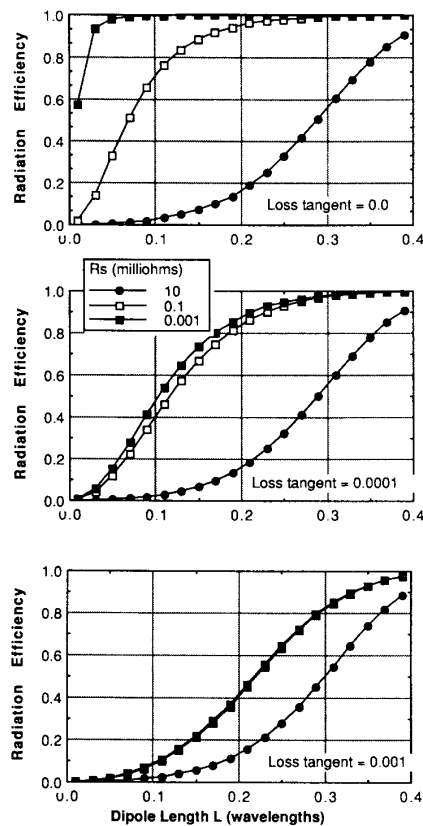 Radiation Efficiency
1.0
0.8
0.6
0.4
0.2
0.0
Loss tangent = 0.0
0.0 0.1 0.2 0.3 0.4
Rs (milliohms)
10
0.1
0.001
Radiation Efficiency
1.0
0.8
0.6
0.4
0.2
0.0
Loss tangent = 0.0001
0.0 0.1 0.2 0.3 0.4
Radiation Efficiency
1.0
0.8
0.6
0.4
0.2
0.0
Loss tangent = 0.001
0.0 0.1 0.2 0.3 0.4
Dipole Length L (wavelengths)